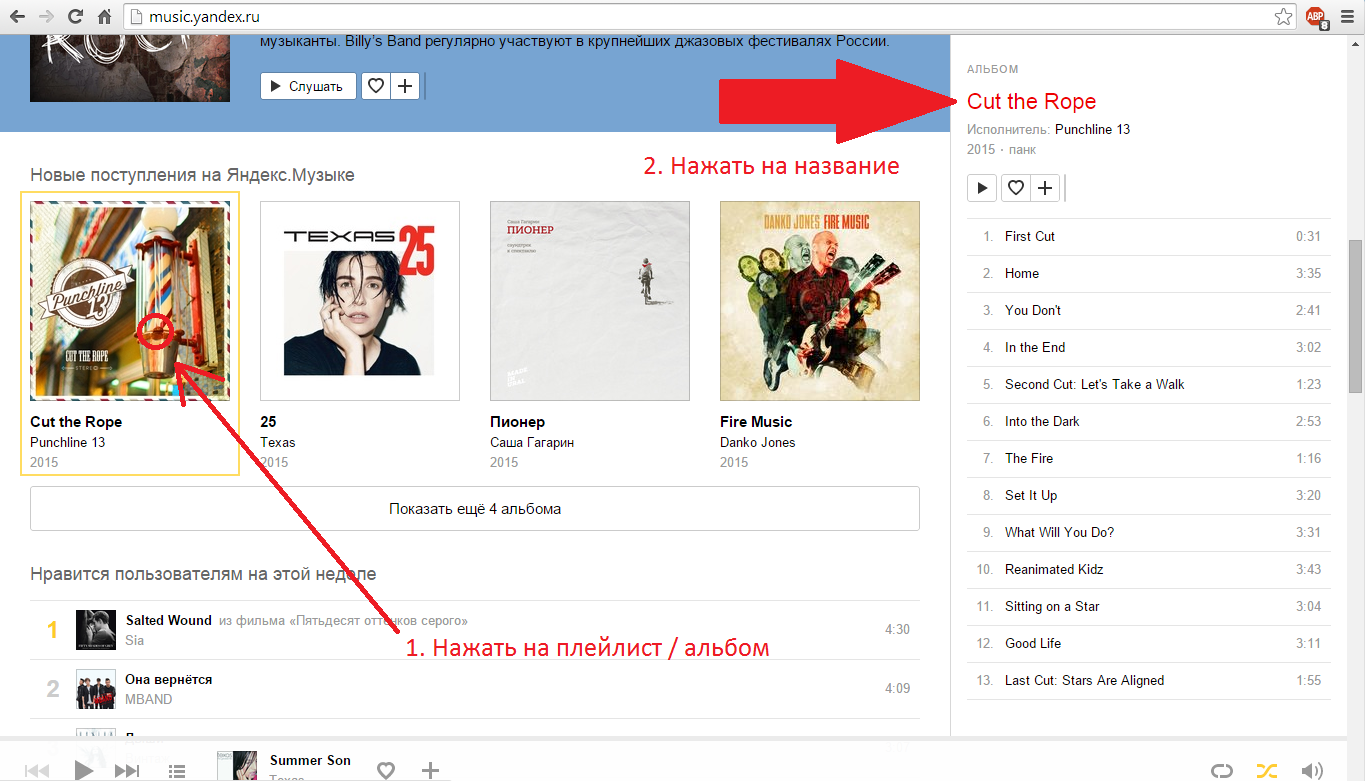 music.yandex.ru
ABP
8
ROCK
музыканты. Billy's Band регулярно участвуют в крупнейших джазовых фестивалях России.
Слушать
2. Нажать на название
Новые поступления на Яндекс.Музыке
Punchline
13
CUT THE ROPE
STEREO
Cut the Rope
Punchline 13
2015
TEXAS 25
25
Texas
2015
Саша Гагарин
ПИОНЕР
Пионер
Саша Гагарин
2015
DANKO JONES FIRE MUSIC
Fire Music
Danko Jones
2015
Показать ещё 4 альбома
Нравится пользователям на этой неделе
1
Salted Wound из фильма «Пятьдесят оттенков серого»
Sia
4:30
1. Нажать на плейлист / альбом
2
Она вернётся
MBAND
4:09
АЛЬБОМ
Cut the Rope
Исполнитель: Punchline 13
2015 · панк
1. First Cut 0:31
2. Home 3:35
3. You Don't 2:41
4. In the End 3:02
5. Second Cut: Let's Take a Walk 1:23
6. Into the Dark 2:53
7. The Fire 1:16
8. Set It Up 3:20
9. What Will You Do? 3:31
10. Reanimated Kidz 3:43
11. Sitting on a Star 3:04
12. Good Life 3:11
13. Last Cut: Stars Are Aligned 1:55
Summer Son
Texas